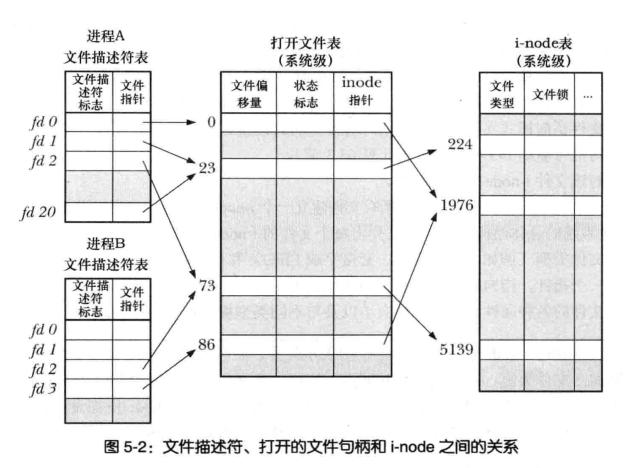 进程A
文件描述符表
文件描述符标志 文件指针
fd 0
fd 1
fd 2
fd 20
进程B
文件描述符表
文件描述符标志 文件指针
fd 0
fd 1
fd 2
fd 3
打开文件表
(系统级)
文件偏移量 状态标志 inode指针
0
23
73
86
i-node表
(系统级)
文件类型 文件锁 ...
224
1976
5139
图 5-2：文件描述符、打开的文件句柄和 i-node 之间的关系